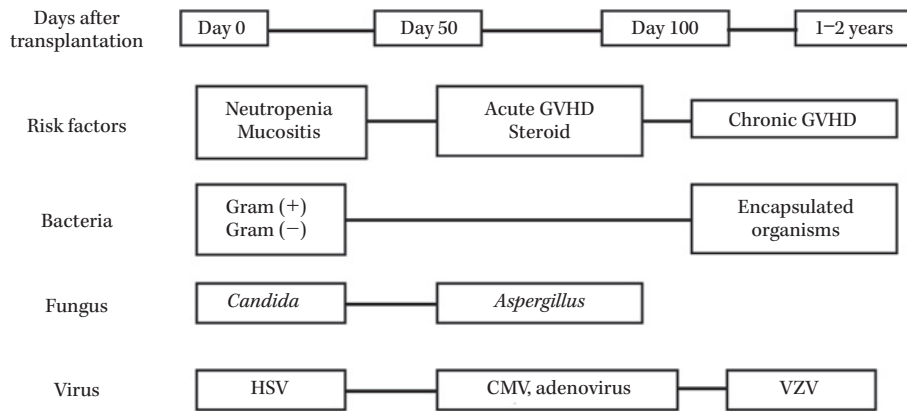 Days after
transplantation
Day 0
Day 50
Day 100
1–2 years
Risk factors
Neutropenia
Mucositis
Acute GVHD
Steroid
Chronic GVHD
Bacteria
Gram (+)
Gram (−)
Encapsulated
organisms
Fungus
Candida
Aspergillus
Virus
HSV
CMV, adenovirus
VZV